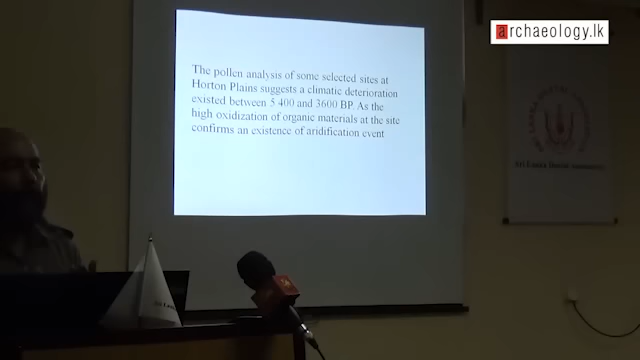 archaeology.lk
The pollen analysis of some selected sites at
Horton Plains suggests a climatic deterioration
existed between 5 400 and 3600 BP. As the
high oxidization of organic materials at the site
confirms an existence of aridification event